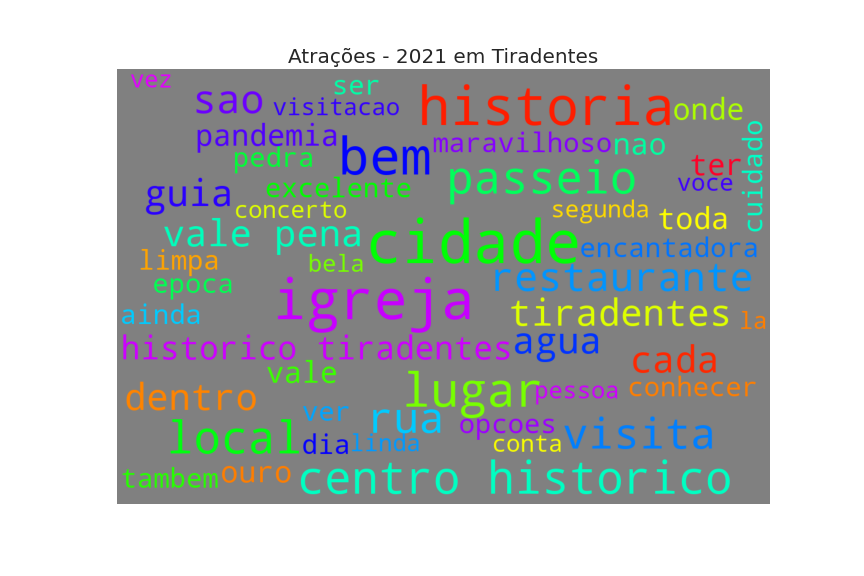 Atrações - 2021 em Tiradentes
vez
ser
sao
visitacao
historia
onde
pandemia
bem
maravilhoso
nao
cuidado
pedra
ter
guia
excelente
passeio
voce
concerto
segunda
toda
vale pena
cidade
encantadora
limpa
bela
epoca
igreja
restaurante
ainda
tiradentes
la
historico tiradentes
agua
cada
vale
dentro
lugar
pessoa
conhecer
ver
rua
opcoes
local
dia
linda
conta
visita
tambem
ouro
centro historico